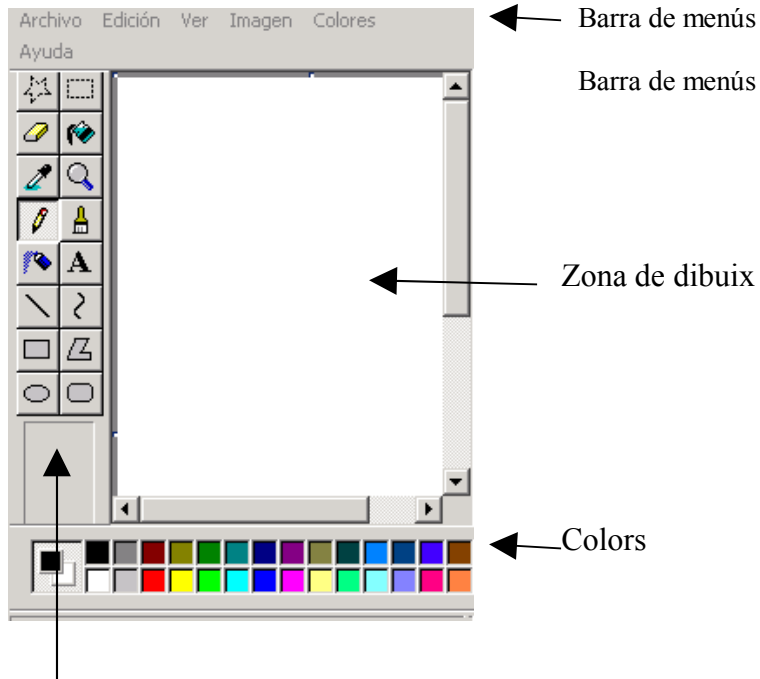 Archivo Edición Ver Imagen Colores
Barra de menús
Ayuda
Barra de menús
A
Zona de dibuix
Colors